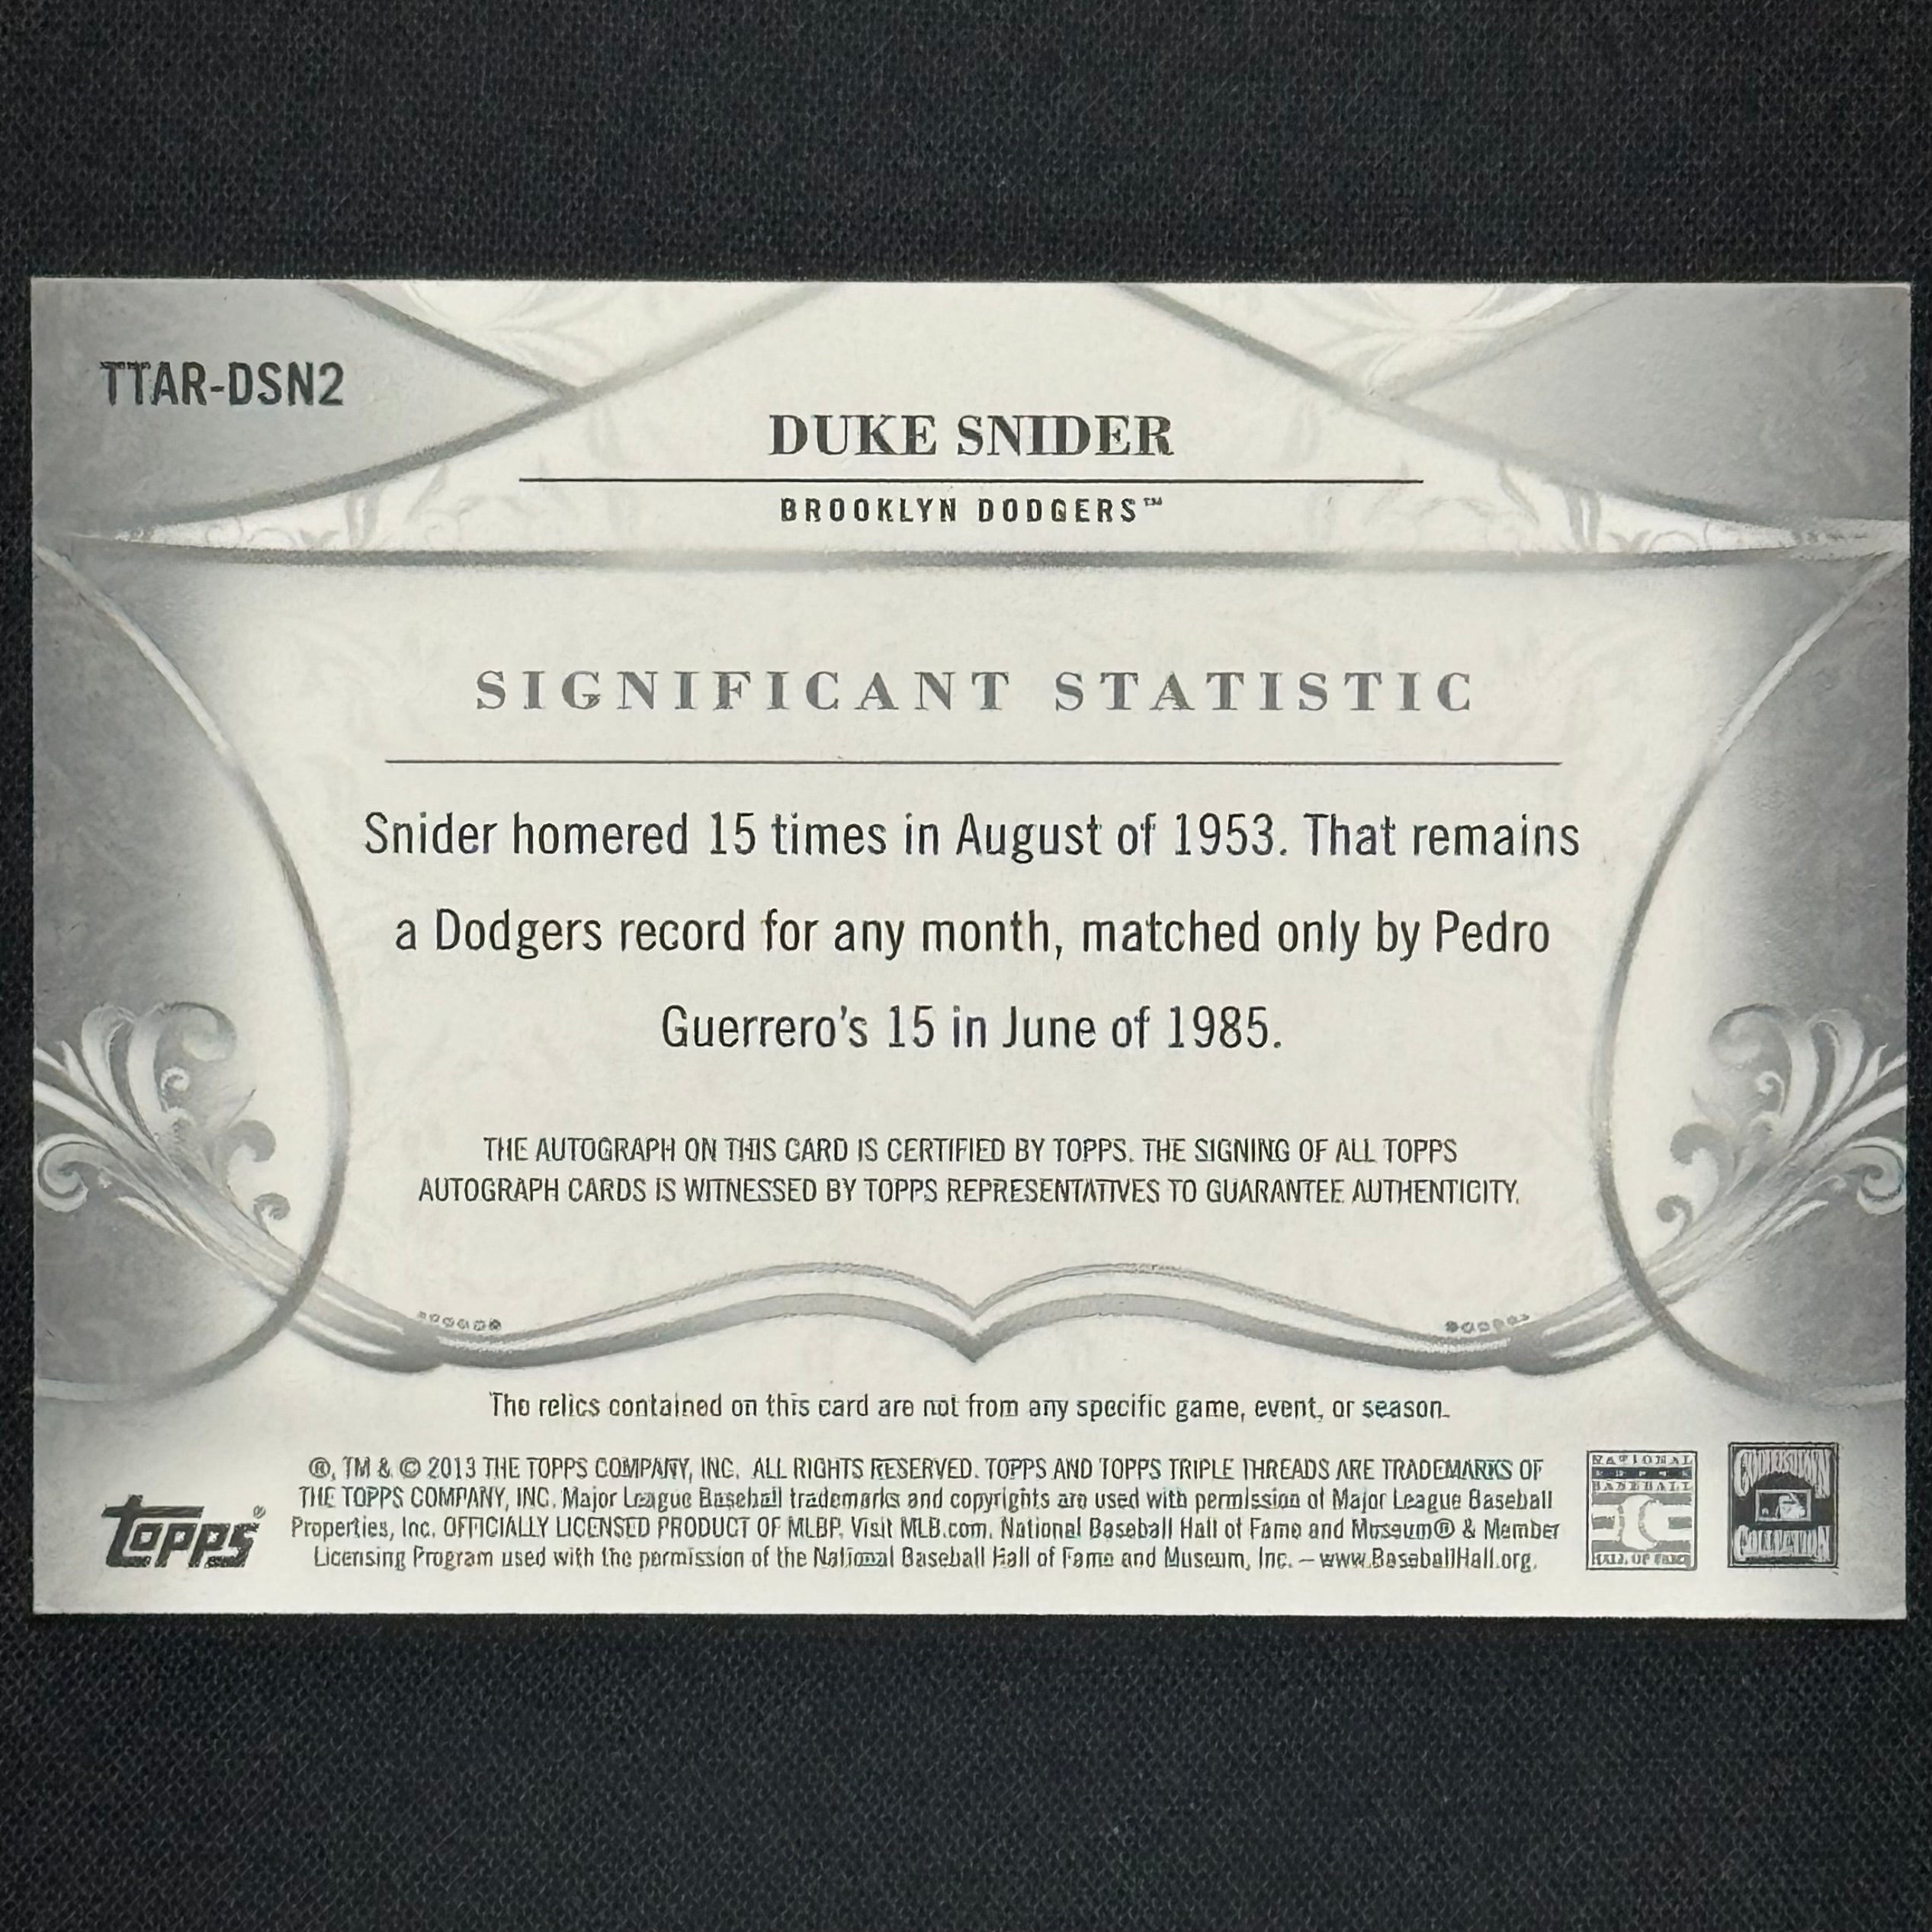 TTAR-DSN2
DUKE SNIDER
BROOKLYN DODGERS™
SIGNIFICANT STATISTIC
Snider homered 15 times in August of 1953. That remains
a Dodgers record for any month, matched only by Pedro
Guerrero's 15 in June of 1985.
THE AUTOGRAPH ON THIS CARD IS CERTIFIED BY TOPPS. THE SIGNING OF ALL TOPPS
AUTOGRAPH CARDS IS WITNESSED BY TOPPS REPRESENTATIVES TO GUARANTEE AUTHENTICITY.
The relics contained on this card are not from any specific game, event, or season.
®, TM & © 2013 THE TOPPS COMPANY, INC. ALL RIGHTS RESERVED. TOPPS AND TOPPS TRIPLE THREADS ARE TRADEMARKS OF
THE TOPPS COMPANY, INC. Major League Baseball trademarks and copyrights are used with permission of Major League Baseball
Properties, Inc. OFFICIALLY LICENSED PRODUCT OF MLBP. Visit MLB.com. National Baseball Hall of Fame and Museum® & Member
Licensing Program used with the permission of the National Baseball Hall of Fame and Museum, Inc. – www.BaseballHall.org.
topps®
NATIONAL
BASEBALL
HALL OF FAME
COOPERSTOWN
COLLECTION